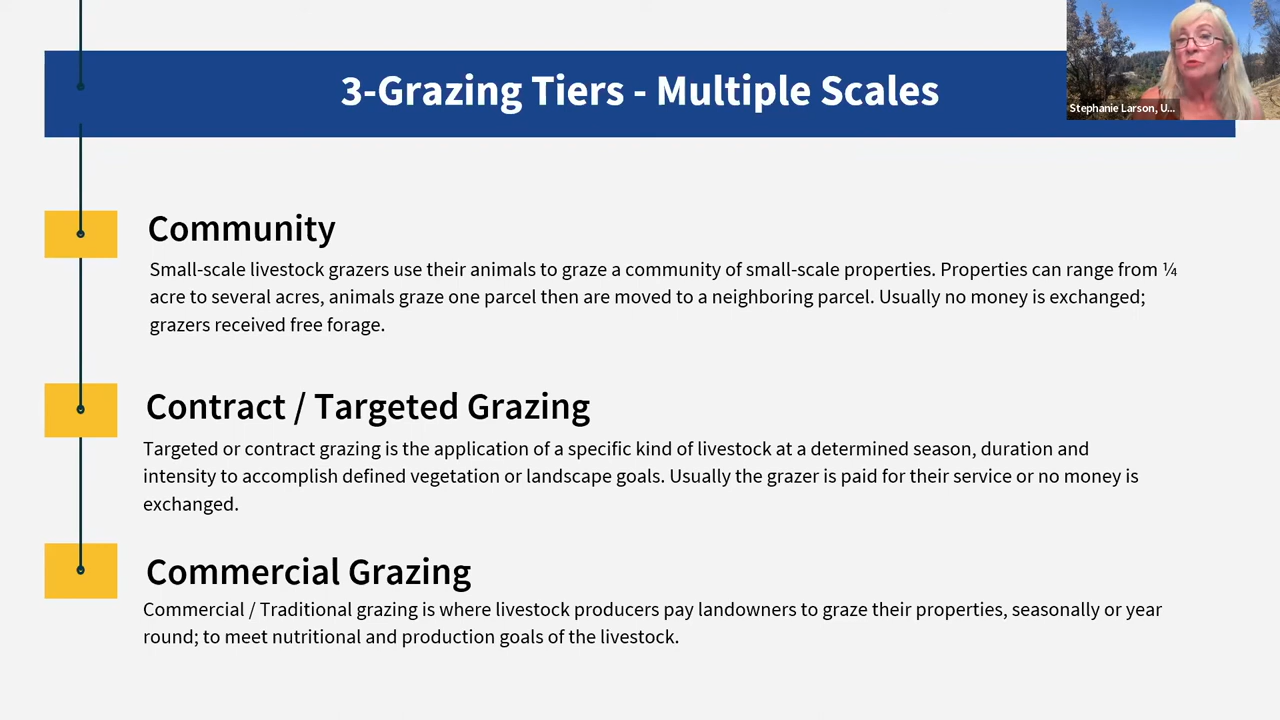 3-Grazing Tiers - Multiple Scales
Stephanie Larson, U...
Community
Small-scale livestock grazers use their animals to graze a community of small-scale properties. Properties can range from ¼
acre to several acres, animals graze one parcel then are moved to a neighboring parcel. Usually no money is exchanged;
grazers received free forage.
Contract / Targeted Grazing
Targeted or contract grazing is the application of a specific kind of livestock at a determined season, duration and
intensity to accomplish defined vegetation or landscape goals. Usually the grazer is paid for their service or no money is
exchanged.
Commercial Grazing
Commercial / Traditional grazing is where livestock producers pay landowners to graze their properties, seasonally or year
round; to meet nutritional and production goals of the livestock.